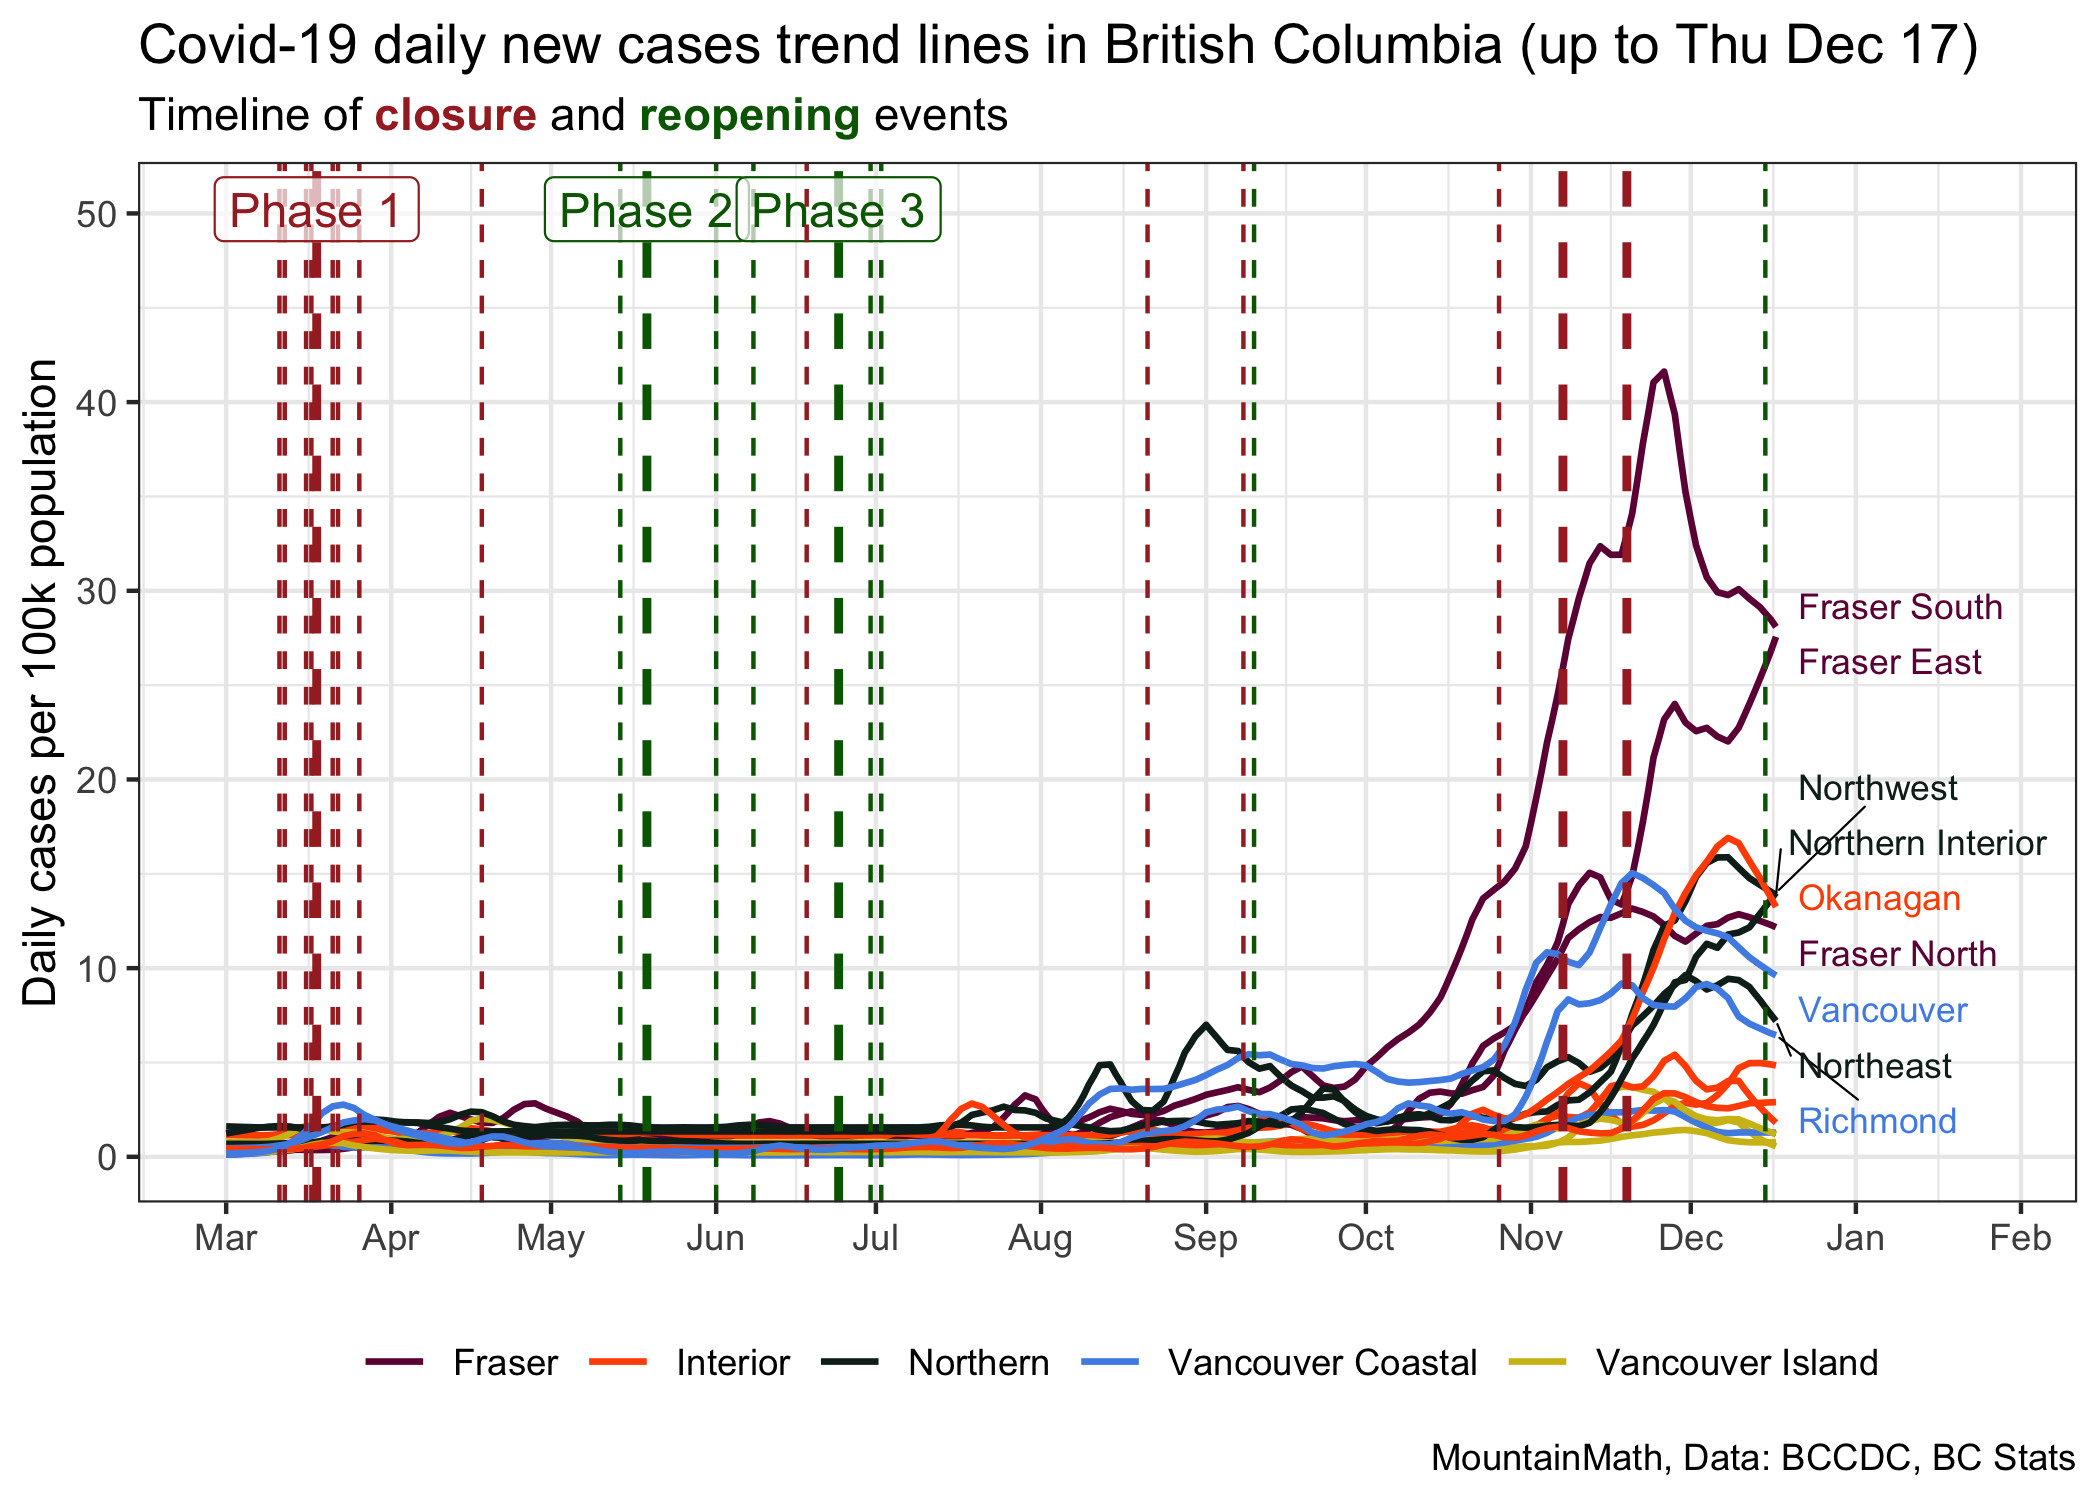 Covid-19 daily new cases trend lines in British Columbia (up to Thu Dec 17)
Timeline of closure and reopening events
Phase 1
Phase 2
Phase 3
Daily cases per 100k population
50
40
30
20
10
0
Fraser South
Fraser East
Northwest
Northern Interior
Okanagan
Fraser North
Vancouver
Northeast
Richmond
Mar Apr May Jun Jul Aug Sep Oct Nov Dec Jan Feb
Fraser Interior Northern Vancouver Coastal Vancouver Island
MountainMath, Data: BCCDC, BC Stats